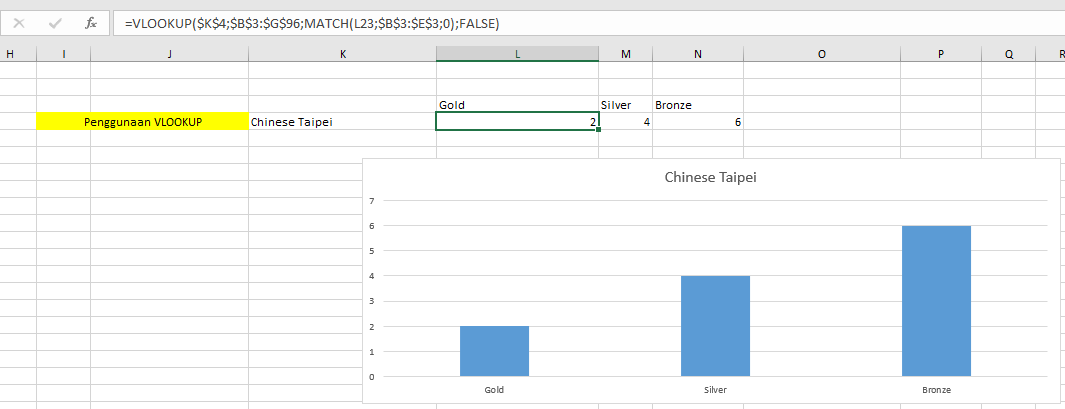 fx =VLOOKUP($K$4;$B$3:$G$96;MATCH(L23;$B$3:$E$3;0);FALSE)
H I J K L M N O P Q R
Gold Silver Bronze
Penggunaan VLOOKUP Chinese Taipei 2 4 6
Chinese Taipei
7
6
5
4
3
2
1
0
Gold Silver Bronze